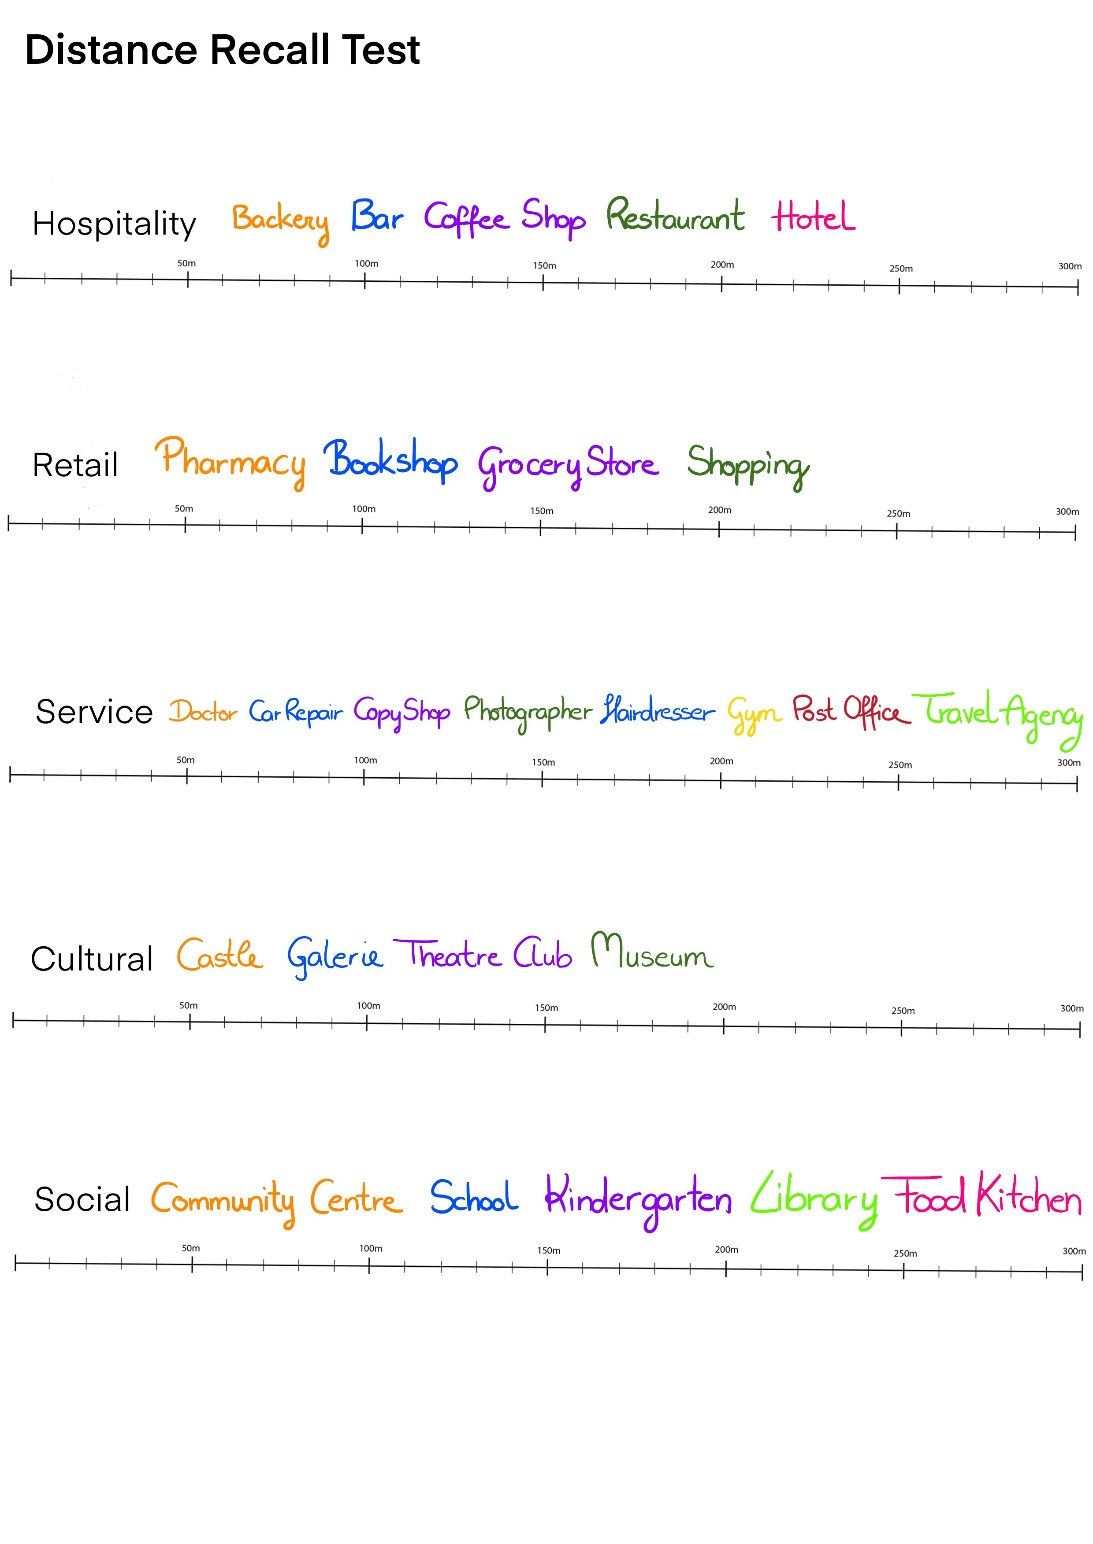 Distance Recall Test
Hospitality Backery Bar Coffee Shop Restaurant Hotel
50m 100m 150m 200m 250m 300m
Retail Pharmacy Bookshop Grocery Store Shopping
50m 100m 150m 200m 250m 300m
Service Doctor Car Repair Copy Shop Photographer Hairdresser Gym Post Office Travel Agency
50m 100m 150m 200m 250m 300m
Cultural Castle Galerie Theatre Club Museum
50m 100m 150m 200m 250m 300m
Social Community Centre School Kindergarten Library Food Kitchen
50m 100m 150m 200m 250m 300m